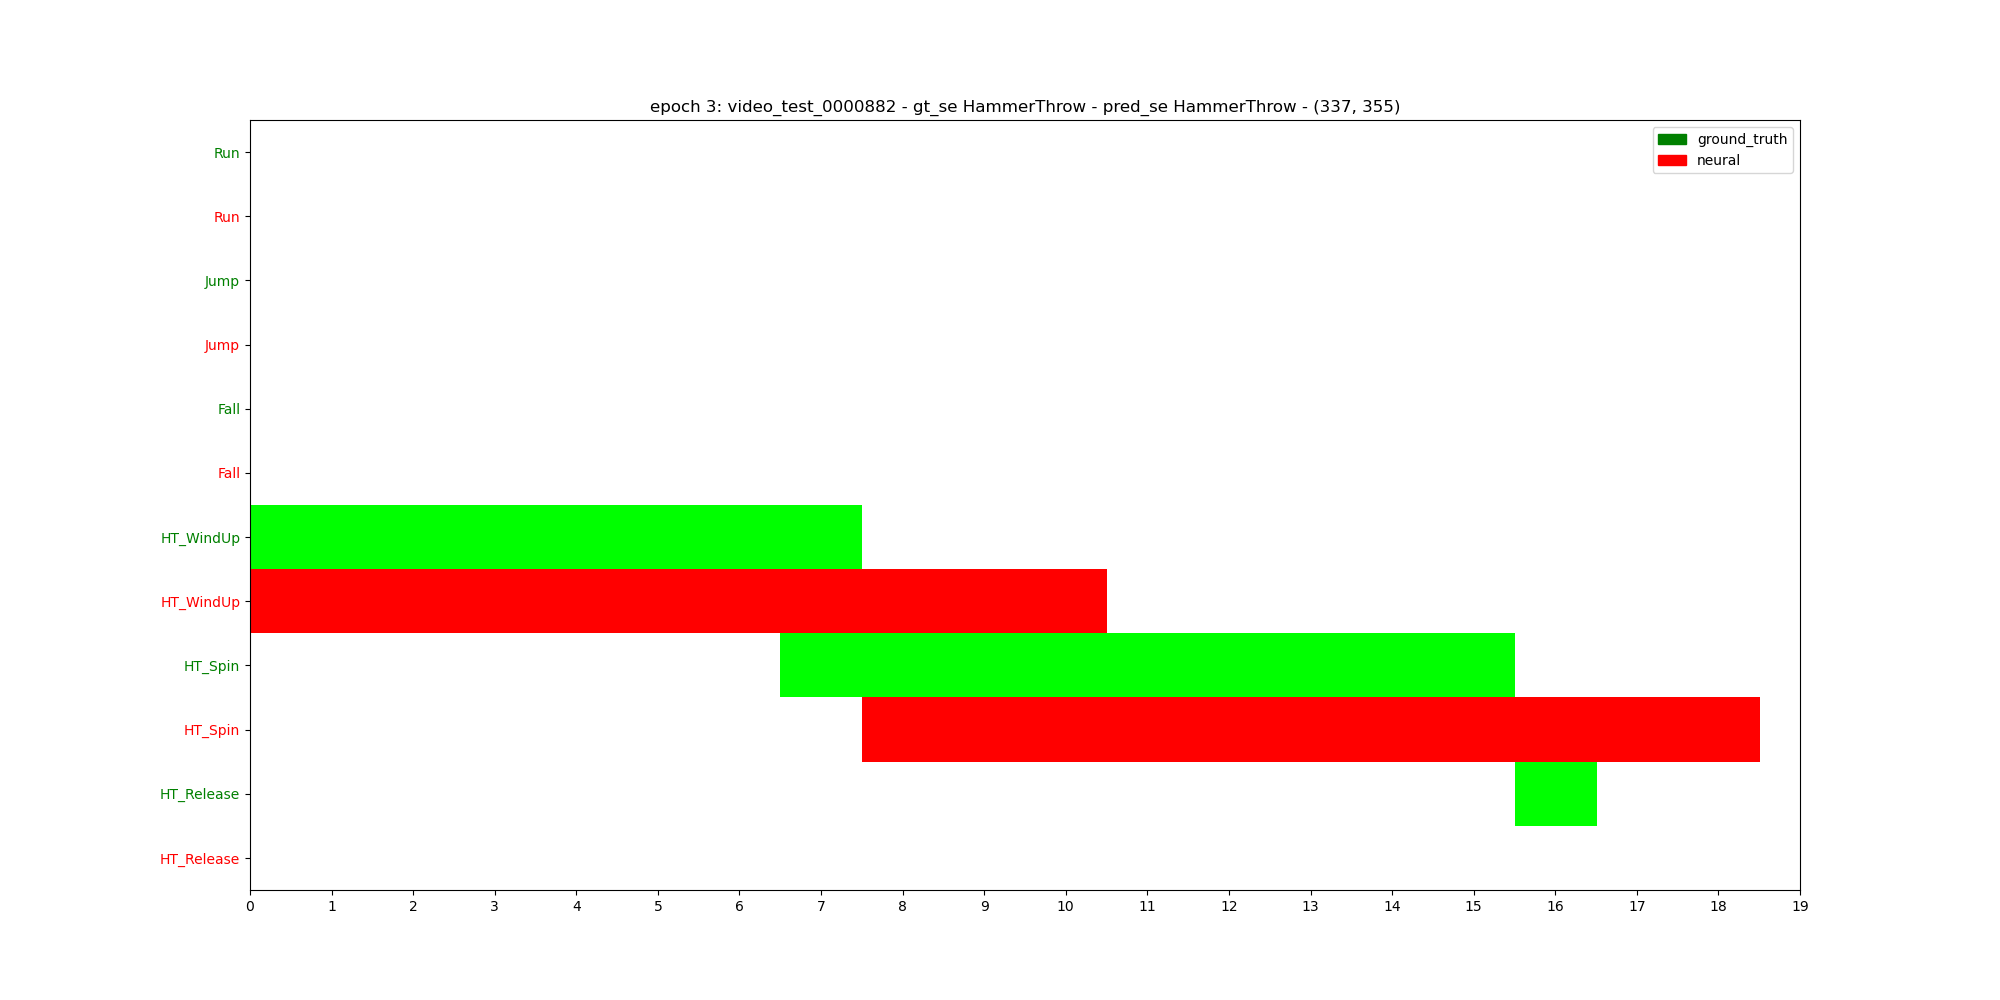 epoch 3: video_test_0000882 - gt_se HammerThrow - pred_se HammerThrow - (337, 355)
ground_truth
neural
Run
Run
Jump
Jump
Fall
Fall
HT_WindUp
HT_WindUp
HT_Spin
HT_Spin
HT_Release
HT_Release
0 1 2 3 4 5 6 7 8 9 10 11 12 13 14 15 16 17 18 19